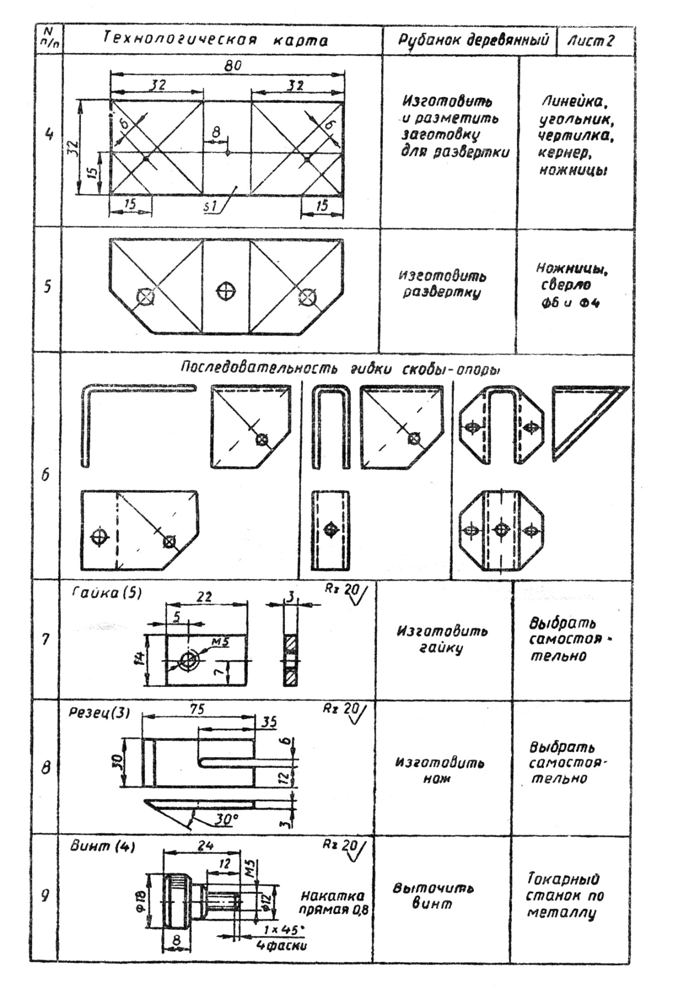 N п/п
Технологическая карта
Рубанок деревянный
Лист 2
4
80
32
32
6
6
8
32
15
15
s1
15
Изготовить
и разметить
заготовку
для развертки
Линейка,
угольник,
чертилка,
кернер,
ножницы
5
Изготовить
развертку
Ножницы,
сверло
Ф6 и Ф4
6
Последовательность гибки скобы-опоры
7
Гайка (5)
22
3
Rz 20
5
М5
14
7
Изготовить
гайку
Выбрать
самостоя-
тельно
8
Резец (3)
75
Rz 20
35
6
30
12
30°
3
Изготовить
нож
Выбрать
самостоя-
тельно
9
Винт (4)
24
Rz 20
12
М5
ф18
ф12
Накатка
прямая 0,8
1×45°
8
4 фаски
Выточить
винт
Токарный
станок по
металлу